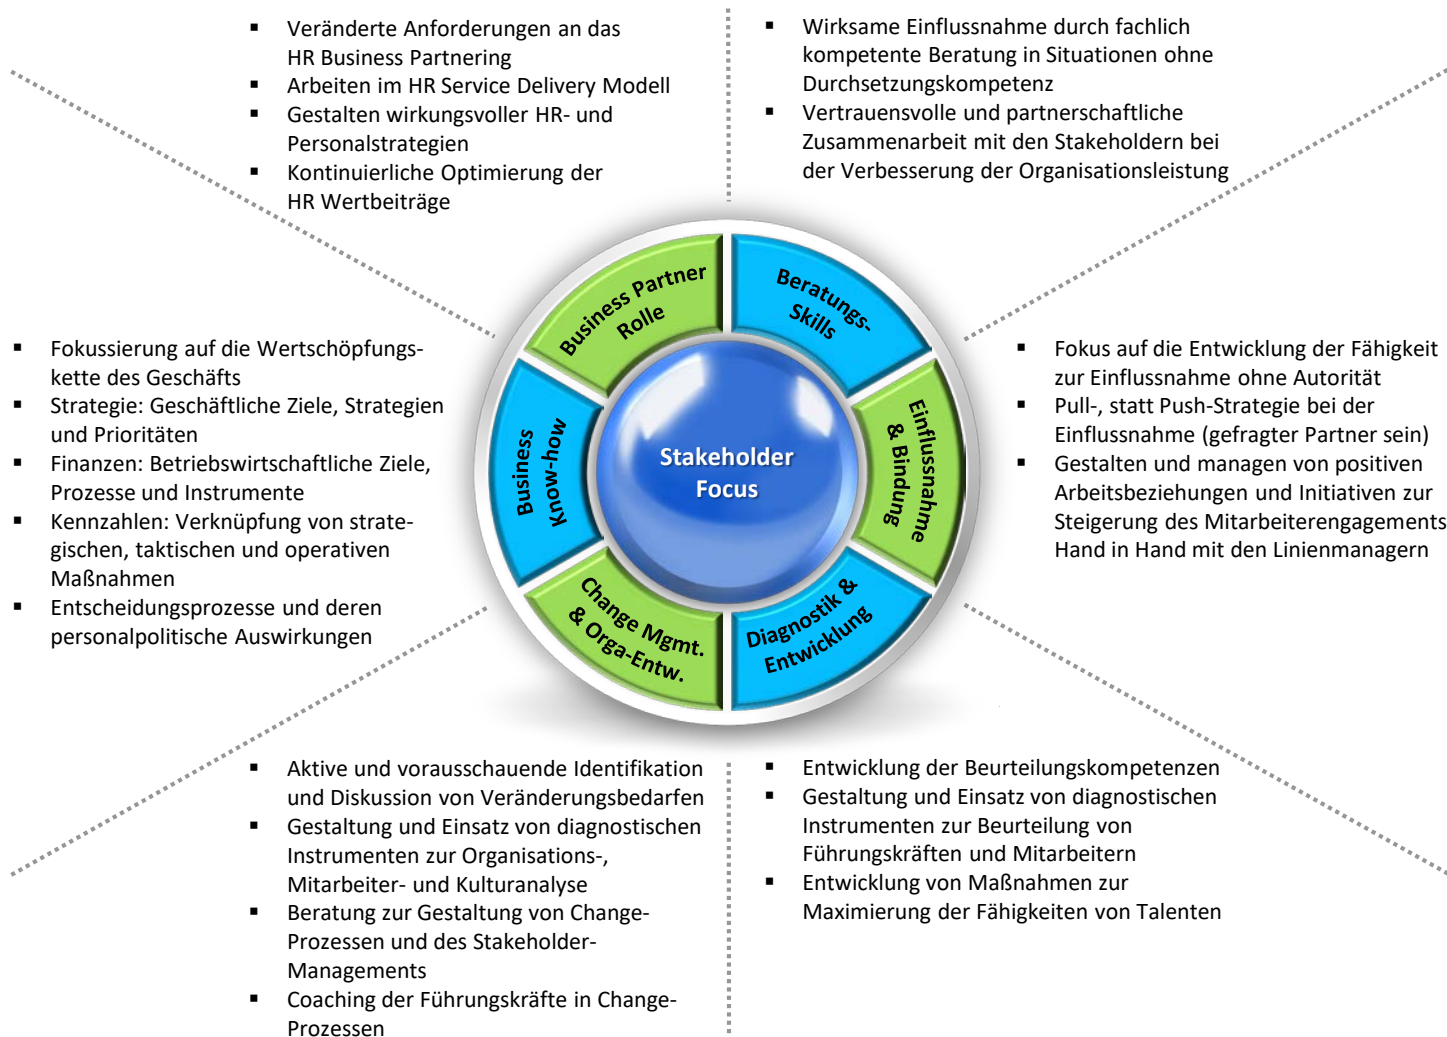 ▪ Veränderte Anforderungen an das
HR Business Partnering
▪ Arbeiten im HR Service Delivery Modell
▪ Gestalten wirkungsvoller HR- und
Personalstrategien
▪ Kontinuierliche Optimierung der
HR Wertbeiträge
▪ Wirksame Einflussnahme durch fachlich
kompetente Beratung in Situationen ohne
Durchsetzungskompetenz
▪ Vertrauensvolle und partnerschaftliche
Zusammenarbeit mit den Stakeholdern bei
der Verbesserung der Organisationsleistung
Business Partner
Rolle
Beratungs-
Skills
▪ Fokussierung auf die Wertschöpfungs-
kette des Geschäfts
▪ Strategie: Geschäftliche Ziele, Strategien
und Prioritäten
▪ Finanzen: Betriebswirtschaftliche Ziele,
Prozesse und Instrumente
▪ Kennzahlen: Verknüpfung von strate-
gischen, taktischen und operativen
Maßnahmen
▪ Entscheidungsprozesse und deren
personalpolitische Auswirkungen
Business
Know-how
Stakeholder
Focus
Einflussnahme
& Bindung
▪ Fokus auf die Entwicklung der Fähigkeit
zur Einflussnahme ohne Autorität
▪ Pull-, statt Push-Strategie bei der
Einflussnahme (gefragter Partner sein)
▪ Gestalten und managen von positiven
Arbeitsbeziehungen und Initiativen zur
Steigerung des Mitarbeiterengagements
Hand in Hand mit den Linienmanagern
Change Mgmt.
& Orga-Entw.
Diagnostik &
Entwicklung
▪ Aktive und vorausschauende Identifikation
und Diskussion von Veränderungsbedarfen
▪ Gestaltung und Einsatz von diagnostischen
Instrumenten zur Organisations-,
Mitarbeiter- und Kulturanalyse
▪ Beratung zur Gestaltung von Change-
Prozessen und des Stakeholder-
Managements
▪ Coaching der Führungskräfte in Change-
Prozessen
▪ Entwicklung der Beurteilungskompetenzen
▪ Gestaltung und Einsatz von diagnostischen
Instrumenten zur Beurteilung von
Führungskräften und Mitarbeitern
▪ Entwicklung von Maßnahmen zur
Maximierung der Fähigkeiten von Talenten